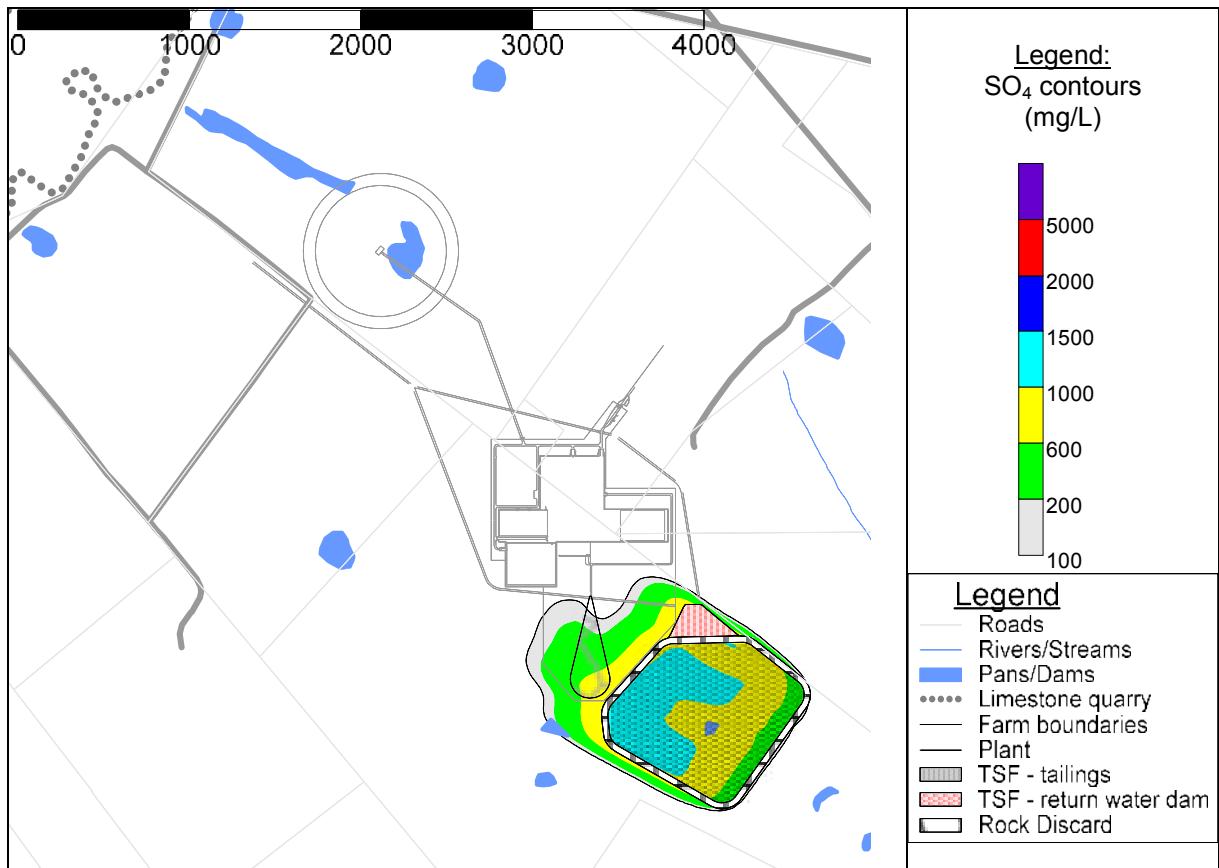 0 1000 2000 3000 4000
Legend:
SO₄ contours
(mg/L)
5000
2000
1500
1000
600
200
100
Legend
Roads
Rivers/Streams
Pans/Dams
Limestone quarry
Farm boundaries
Plant
TSF - tailings
TSF - return water dam
Rock Discard